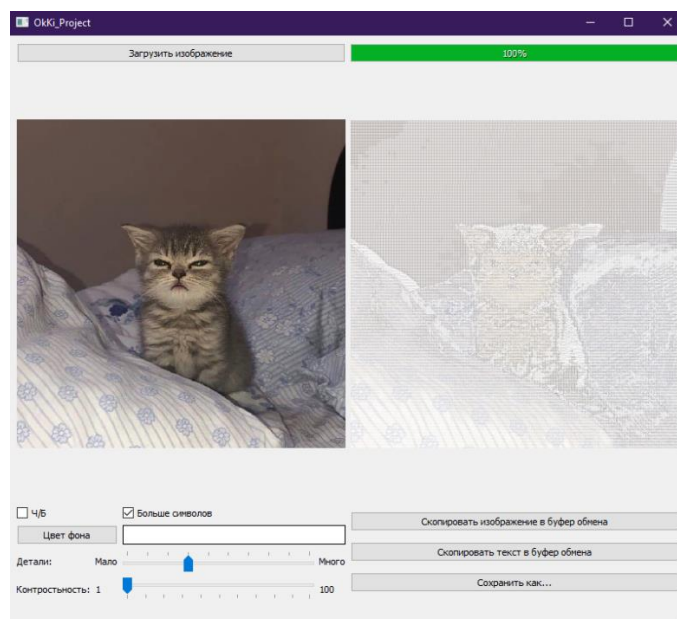 OkKi_Project
Загрузить изображение
100%
Ч/Б
Больше символов
Цвет фона
Детали: Мало Много
Контростьность: 1 100
Скопировать изображение в буфер обмена
Скопировать текст в буфер обмена
Сохранить как...